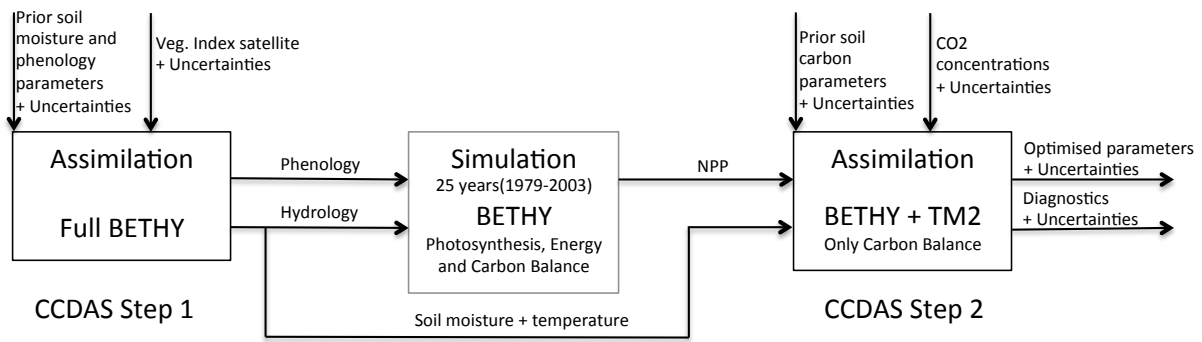 Prior soil
moisture and
phenology
parameters
+ Uncertainties
Veg. Index satellite
+ Uncertainties
Assimilation
Full BETHY
CCDAS Step 1
Phenology
Hydrology
Simulation
25 years(1979-2003)
BETHY
Photosynthesis, Energy
and Carbon Balance
Soil moisture + temperature
NPP
Prior soil
carbon
parameters
+ Uncertainties
CO2
concentrations
+ Uncertainties
Assimilation
BETHY + TM2
Only Carbon Balance
CCDAS Step 2
Optimised parameters
+ Uncertainties
Diagnostics
+ Uncertainties